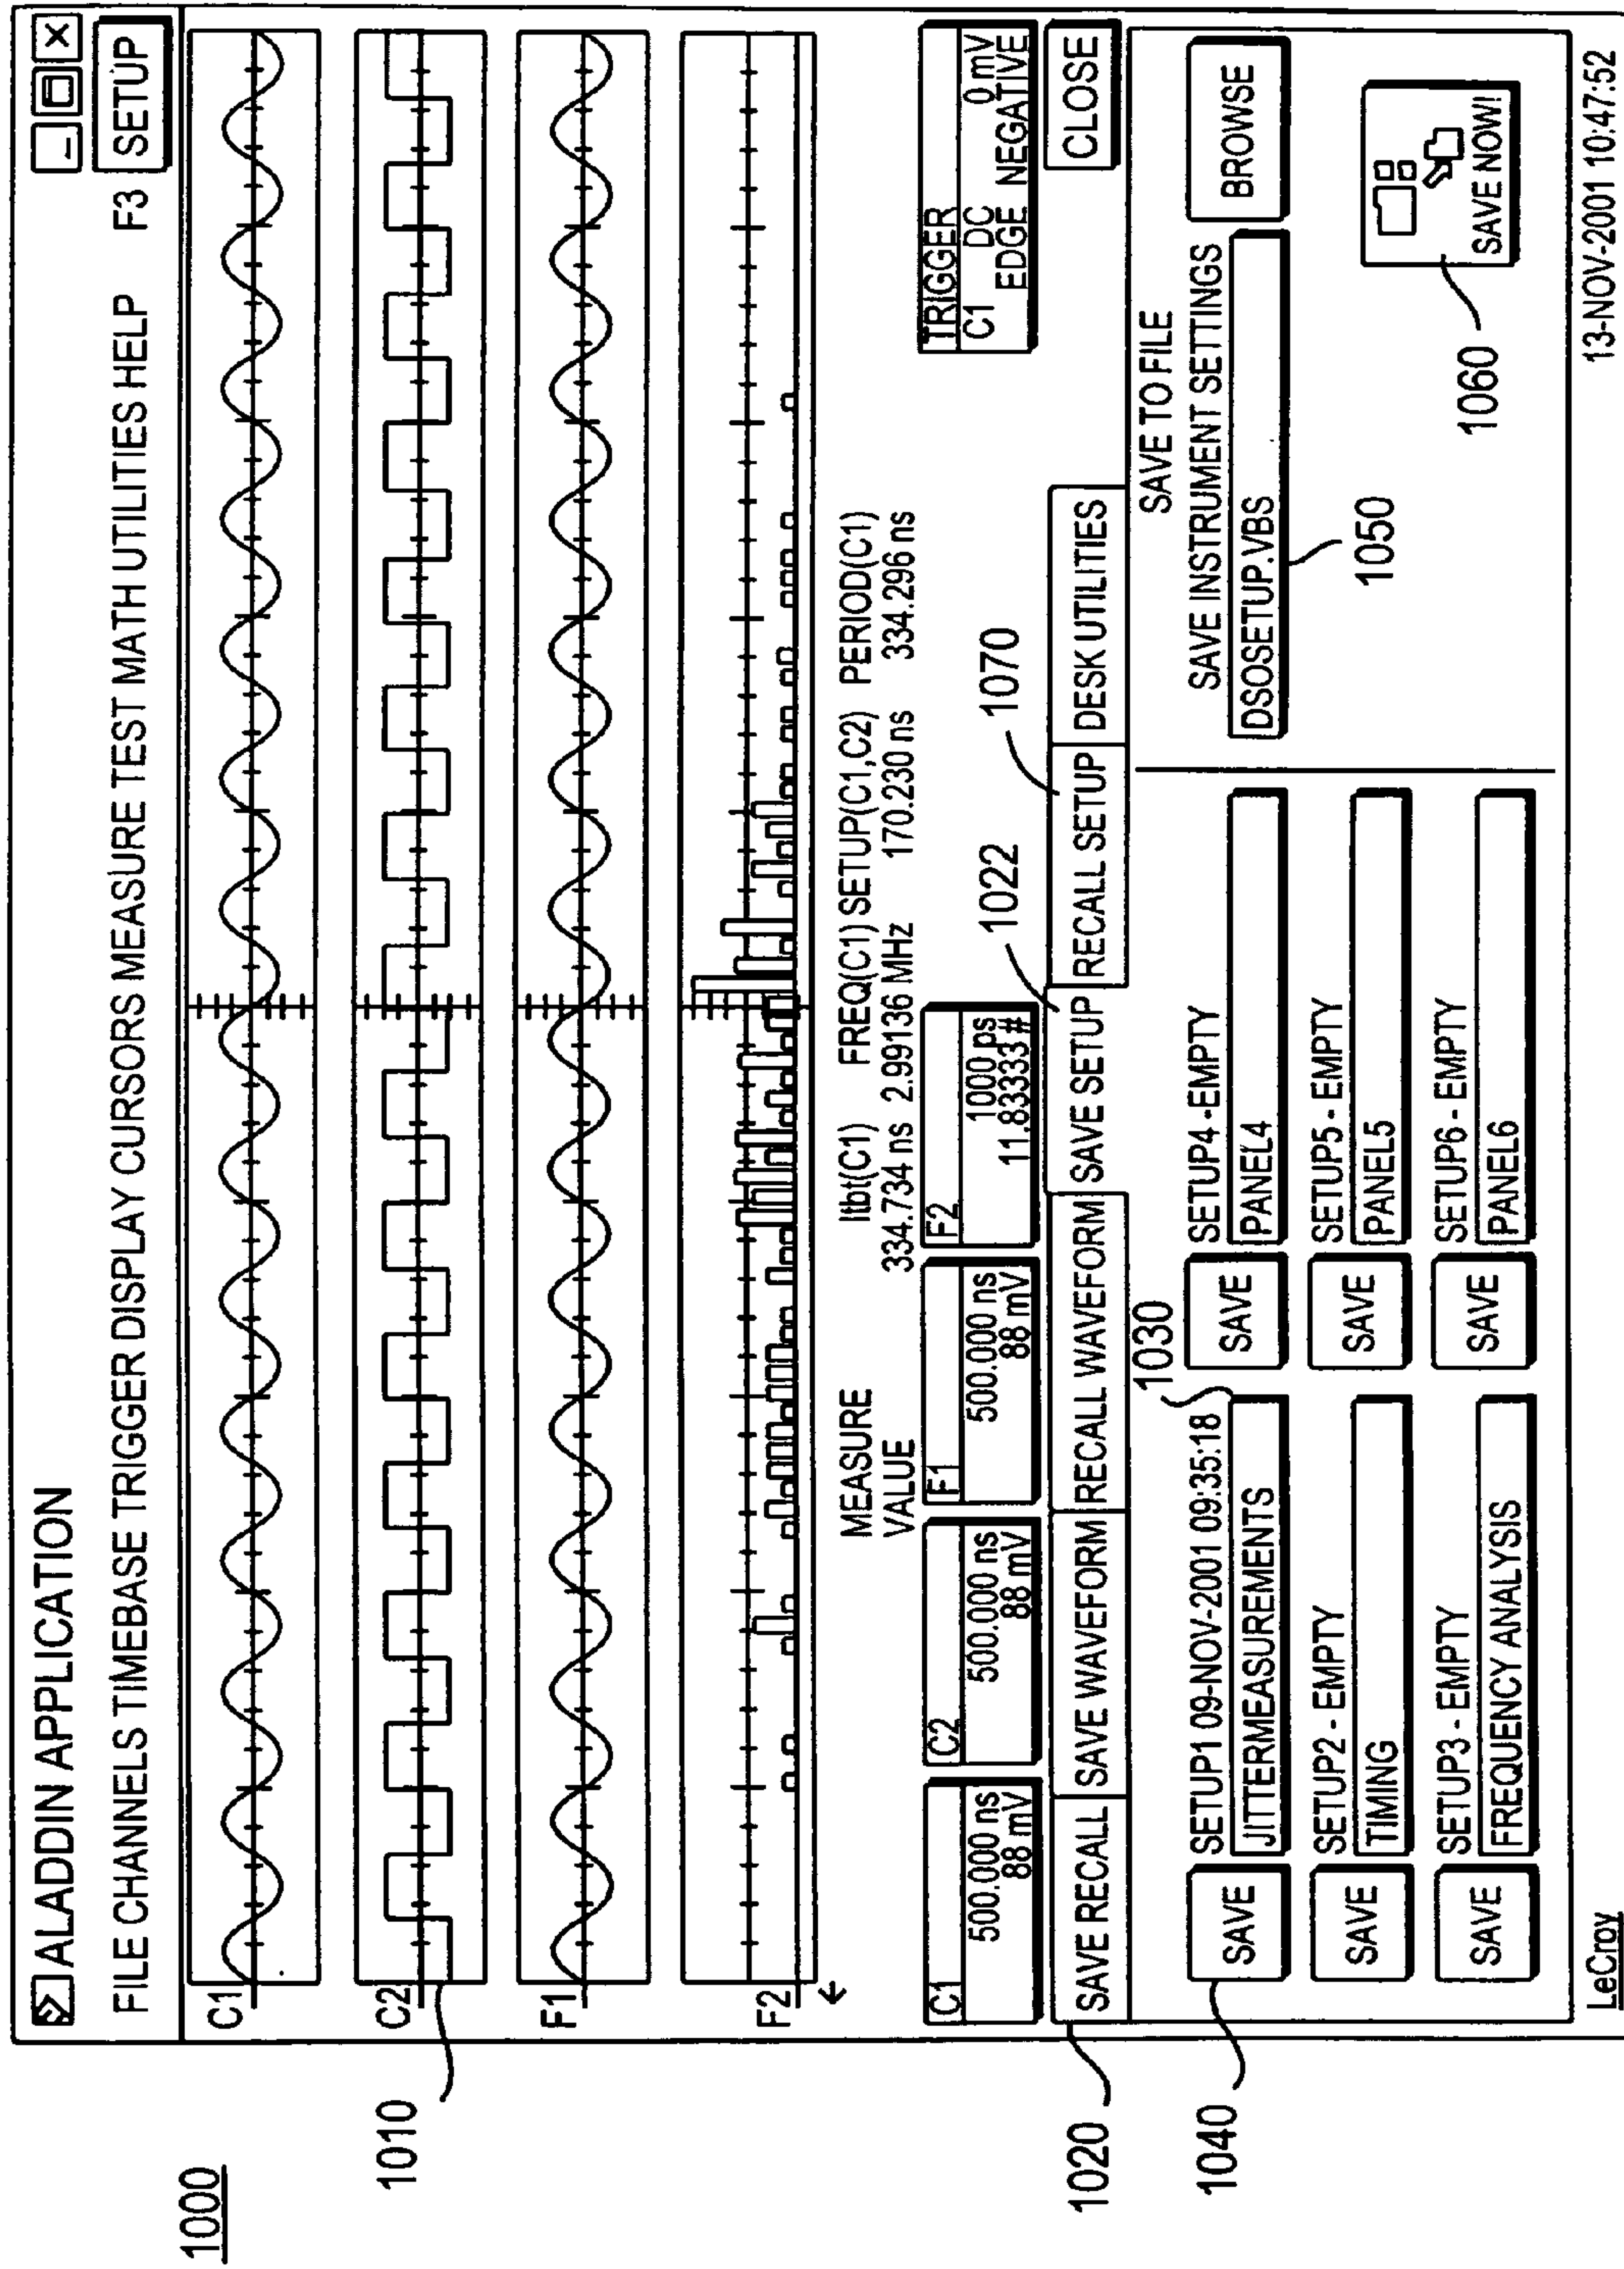 1000
ALADDIN APPLICATION
FILE CHANNELS TIMEBASE TRIGGER DISPLAY CURSORS MEASURE TEST MATH UTILITIES HELP F3 SETUP
C1
C2
1010
F1
F2
MEASURE ltbt(C1) FREQ(C1) SETUP(C1,C2) PERIOD(C1)
VALUE 334.734 ns 2.99136 MHz 170.230 ns 334.296 ns
C1
500.000 ns
88 mV
C2
500.000 ns
88 mV
F1
500.000 ns
88 mV
F2
1000 ps
11.83333 #
TRIGGER
C1 DC 0 mV
EDGE NEGATIVE
1022
1070
1020
SAVE RECALL SAVE WAVEFORM RECALL WAVEFORM SAVE SETUP RECALL SETUP DESK UTILITIES CLOSE
1030
1040
SETUP1 09-NOV-2001 09:35:18
SAVE JITTERMEASUREMENTS
SETUP2 - EMPTY
SAVE TIMING
SETUP3 - EMPTY
SAVE FREQUENCY ANALYSIS
SETUP4 -EMPTY
SAVE PANEL4
SETUP5 - EMPTY
SAVE PANEL5
SETUP6 - EMPTY
SAVE PANEL6
SAVE TO FILE
SAVE INSTRUMENT SETTINGS
DSOSETUP.VBS BROWSE
1050
1060
SAVE NOW!
LeCroy 13-NOV-2001 10:47:52